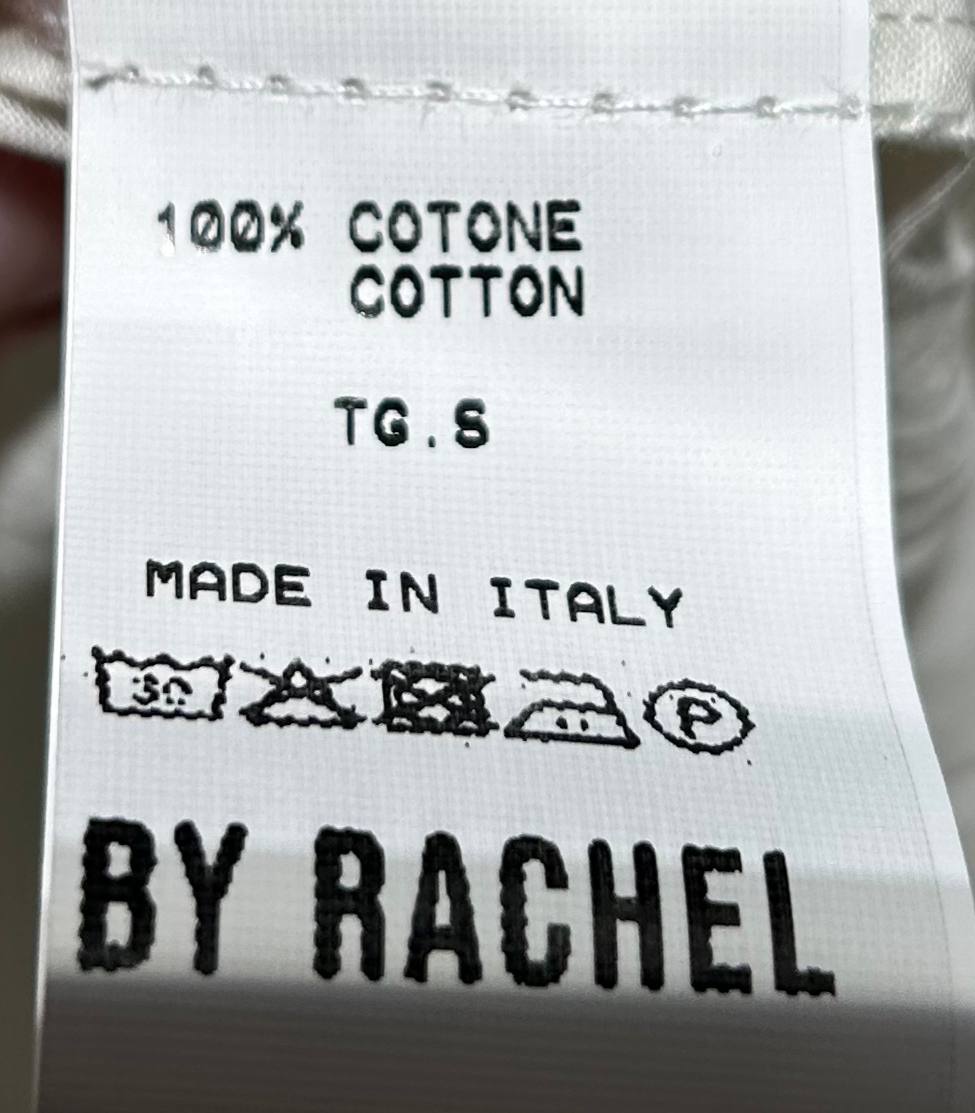 100% COTONE
COTTON
TG.S
MADE IN ITALY
30 P
BY RACHEL